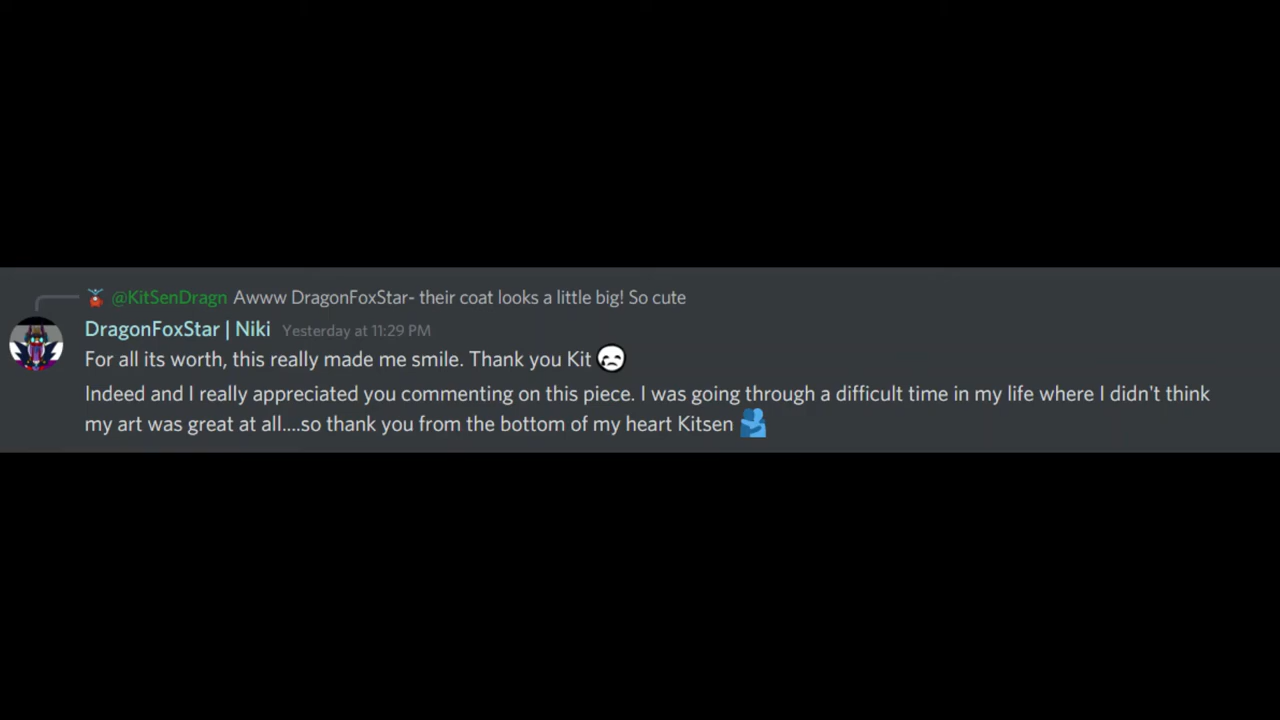 @KitSenDragn Awww DragonFoxStar- their coat looks a little big! So cute
DragonFoxStar | Niki Yesterday at 11:29 PM
For all its worth, this really made me smile. Thank you Kit
Indeed and I really appreciated you commenting on this piece. I was going through a difficult time in my life where I didn't think
my art was great at all....so thank you from the bottom of my heart Kitsen